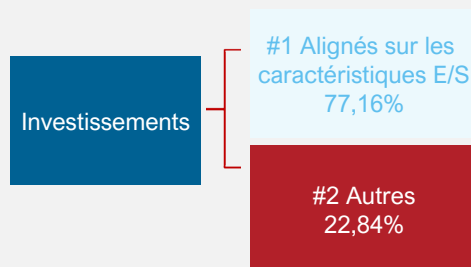 Investissements
#1 Alignés sur les
caractéristiques E/S
77,16%
#2 Autres
22,84%